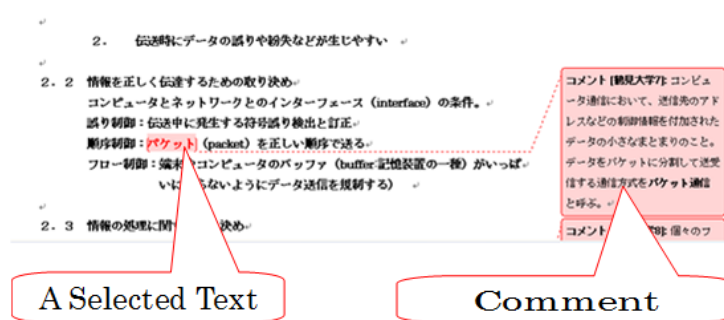 2. 伝送時にデータの誤りや紛失などが生じやすい
2．2 情報を正しく伝達するための取り決め
コンピュータとネットワークとのインターフェース（interface）の条件。
誤り制御：伝送中に発生する符号誤り検出と訂正
順序制御：パケット（packet）を正しい順序で送る
フロー制御：端末 コンピュータのバッファ（buffer:記憶装置の一種）がいっぱ
いに らないようにデータ送信を規制する）
2．3 情報の処理に関 決め
コメント [鶴見大学7]: コンピュ
ータ通信において、送信先のアド
レスなどの制御情報を付加された
データの小さなまとまりのこと。
データをパケットに分割して送受
信する通信方式をパケット通信
と呼ぶ。
コメント 学8]: 個々のフ
A Selected Text
Comment